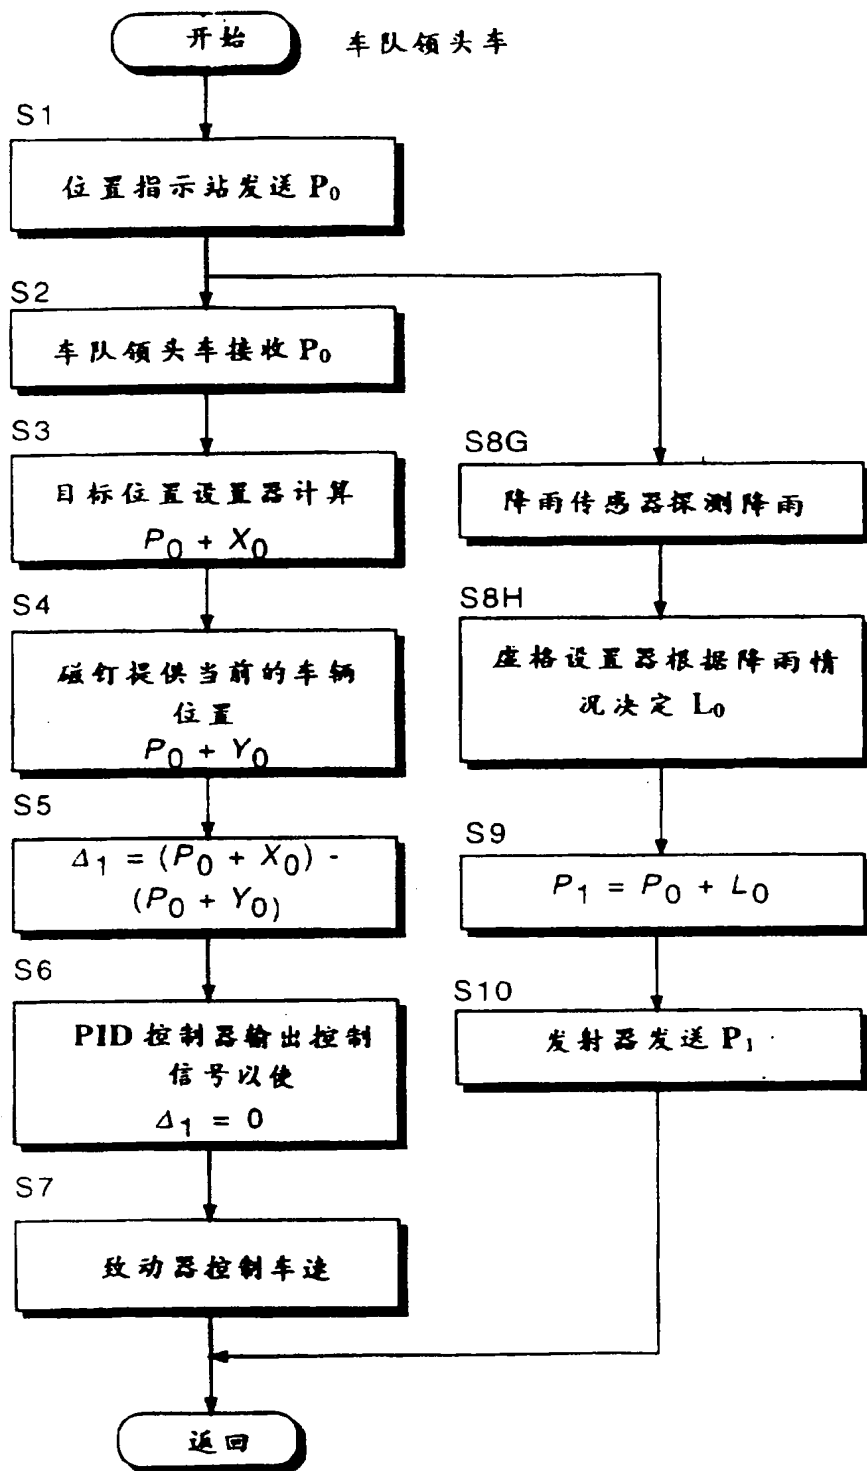 开始
车队领头车
S1
位置指示站发送 P₀
S2
车队领头车接收 P₀
S3
目标位置设置器计算
P₀ + X₀
S4
磁钉提供当前的车辆
位置
P₀ + Y₀
S5
Δ₁ = (P₀ + X₀) -
(P₀ + Y₀)
S6
PID 控制器输出控制
信号以使
Δ₁ = 0
S7
致动器控制车速
S8G
降雨传感器探测降雨
S8H
虚格设置器根据降雨情
况决定 L₀
S9
P₁ = P₀ + L₀
S10
发射器发送 P₁
返回